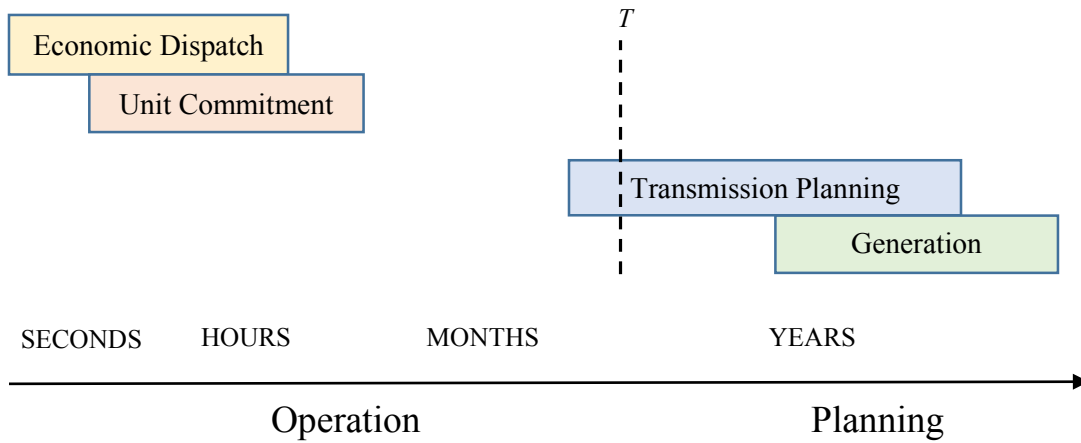 T
Economic Dispatch
Unit Commitment
Transmission Planning
Generation
SECONDS HOURS MONTHS YEARS
Operation Planning